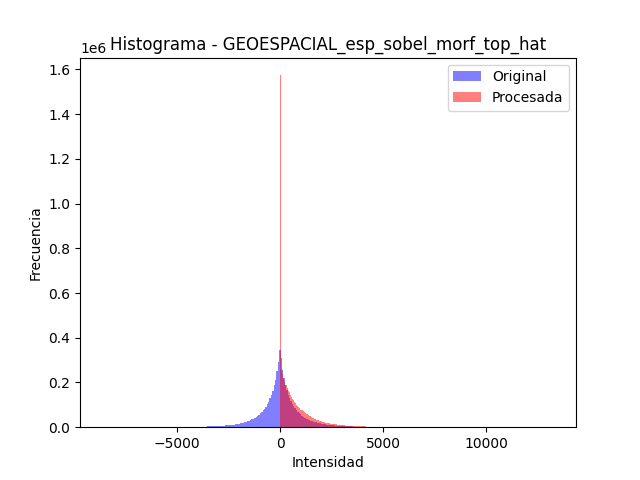 Histograma - GEOESPACIAL_esp_sobel_morf_top_hat
1e6
Original
Procesada
1.6
1.4
1.2
1.0
0.8
0.6
0.4
0.2
0.0
Frecuencia
−5000
0
5000
10000
Intensidad